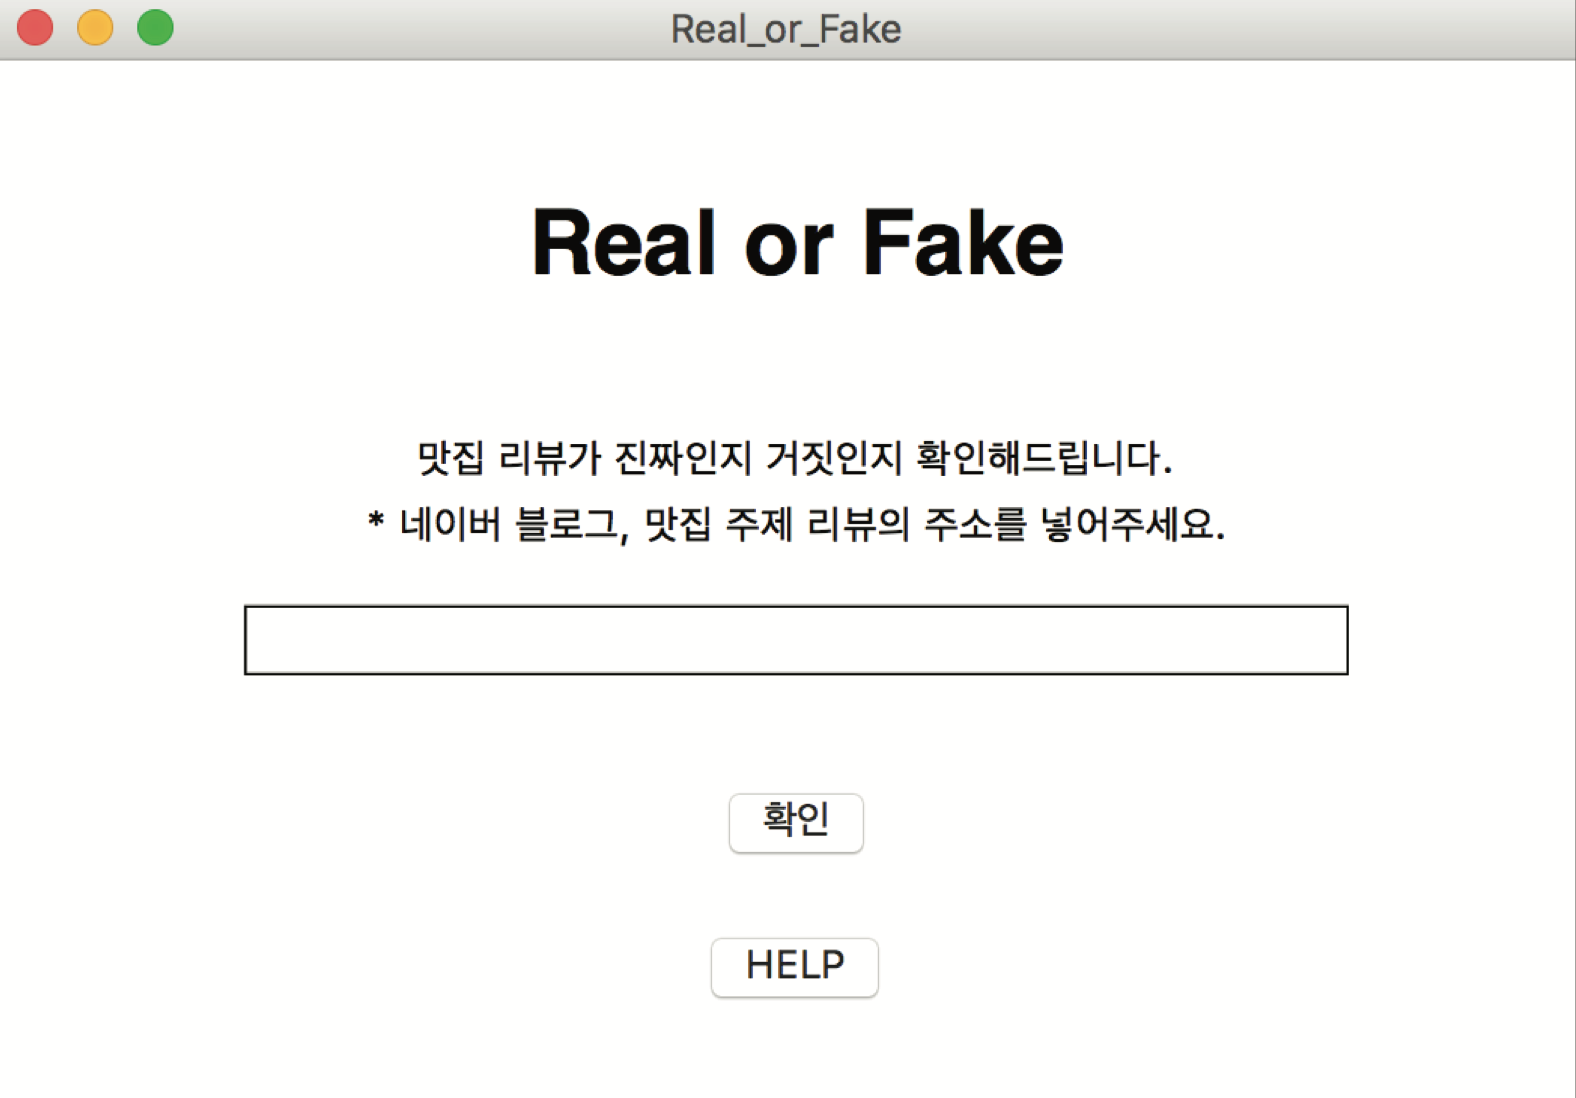 Real_or_Fake
Real or Fake
맛집 리뷰가 진짜인지 거짓인지 확인해드립니다.
* 네이버 블로그, 맛집 주제 리뷰의 주소를 넣어주세요.
확인
HELP